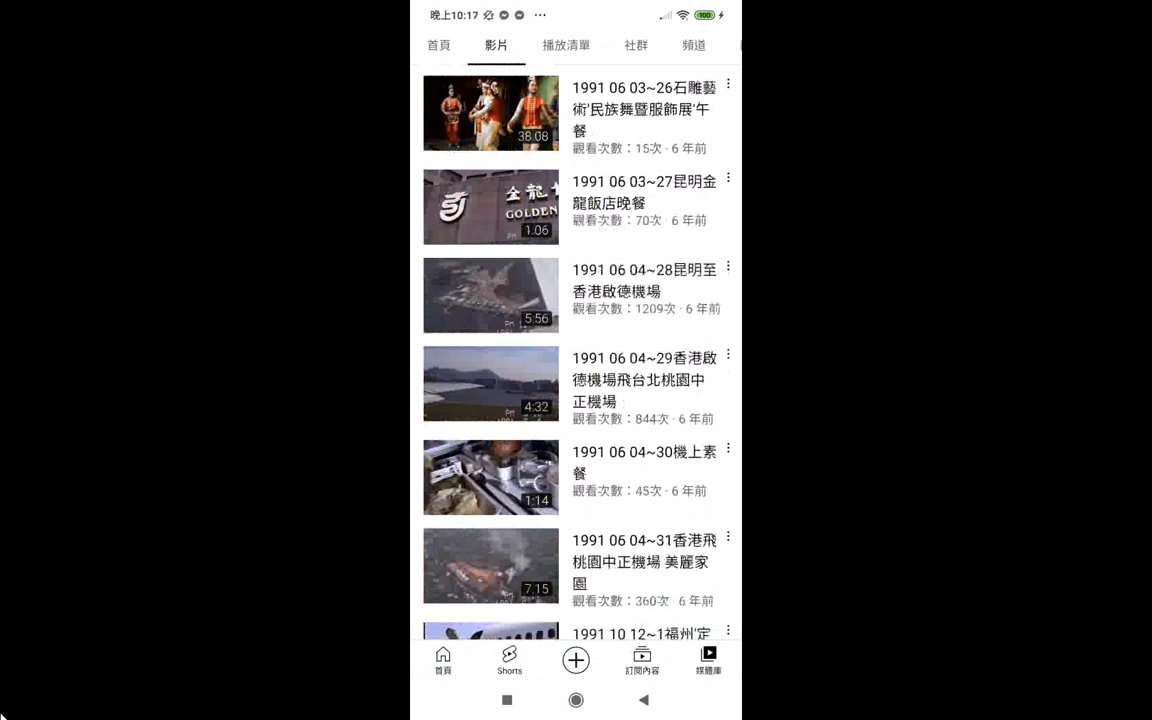 晚上10:17 ···
100
首頁 影片 播放清單 社群 頻道
1991 06 03~26石雕藝
術'民族舞暨服飾展'午
餐
觀看次數：15次 · 6 年前
38:08
1991 06 03~27昆明金
龍飯店晚餐
觀看次數：70次 · 6 年前
GOLDEN
1:06
1991 06 04~28昆明至
香港啟德機場
觀看次數：1209次 · 6 年前
5:56
1991 06 04~29香港啟
德機場飛台北桃園中
正機場
觀看次數：844次 · 6 年前
4:32
1991 06 04~30機上素
餐
觀看次數：45次 · 6 年前
1:14
1991 06 04~31香港飛
桃園中正機場 美麗家
園
觀看次數：360次 · 6 年前
7:15
1991 10 12~1福州'定
首頁 Shorts 訂閱內容 媒體庫